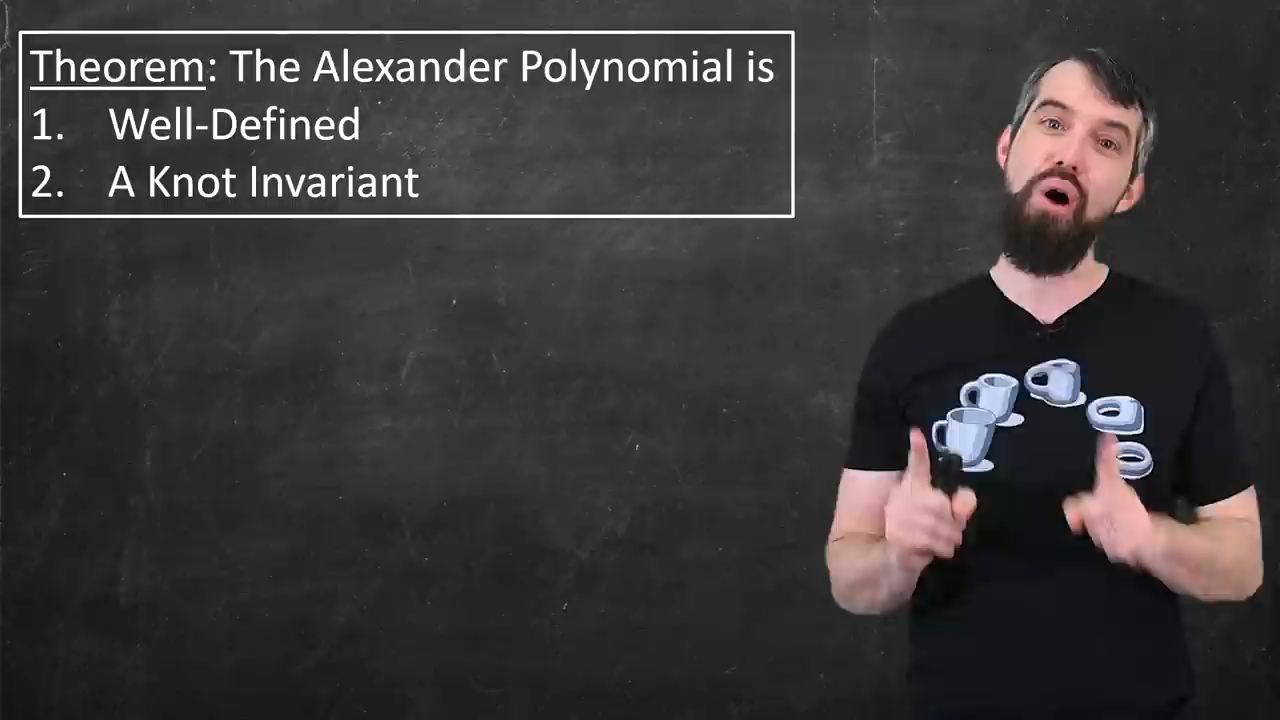 Theorem: The Alexander Polynomial is
1. Well-Defined
2. A Knot Invariant